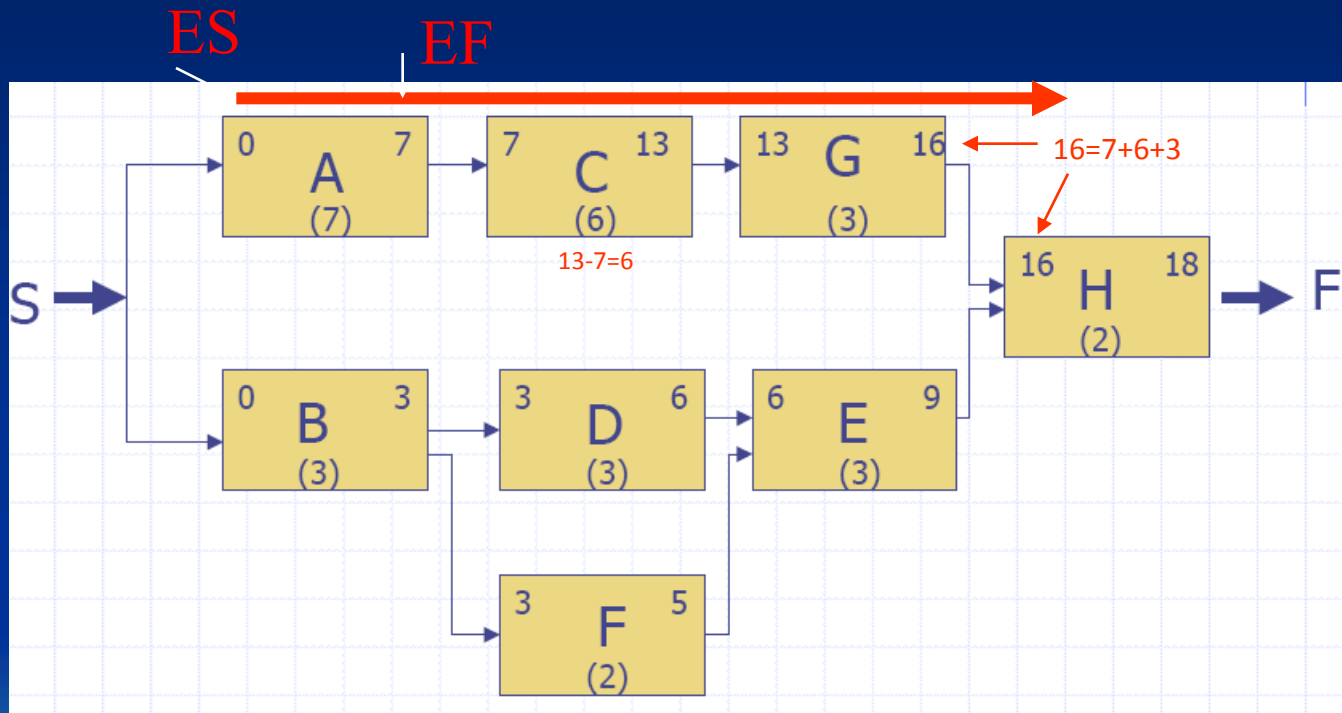 ES
EF
0 7
A
(7)
7 13
C
(6)
13-7=6
13 16
G
(3)
16=7+6+3
S
16 18
H
(2)
F
0 3
B
(3)
3 6
D
(3)
6 9
E
(3)
3 5
F
(2)